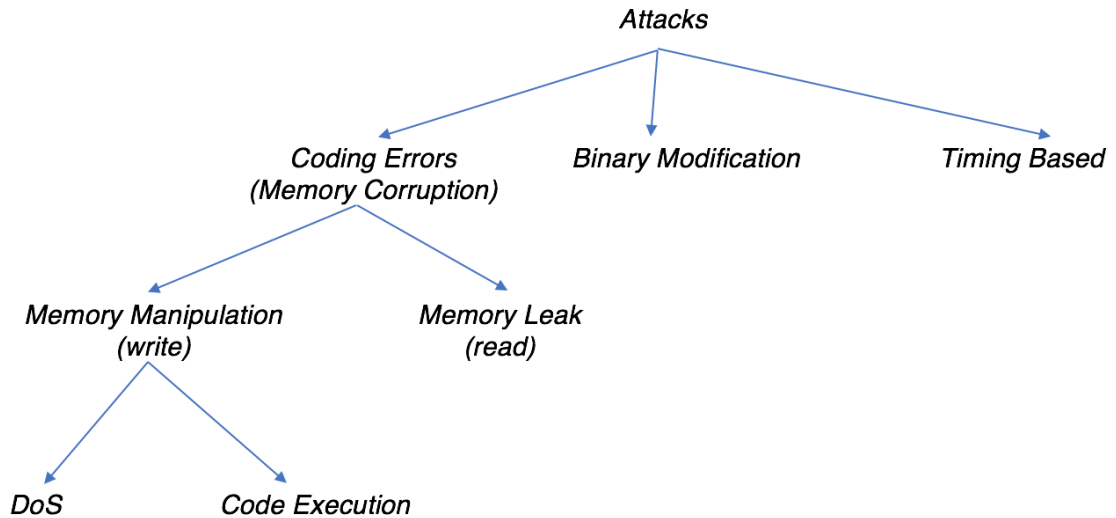 Attacks
Coding Errors
(Memory Corruption)
Binary Modification
Timing Based
Memory Manipulation
(write)
Memory Leak
(read)
DoS
Code Execution